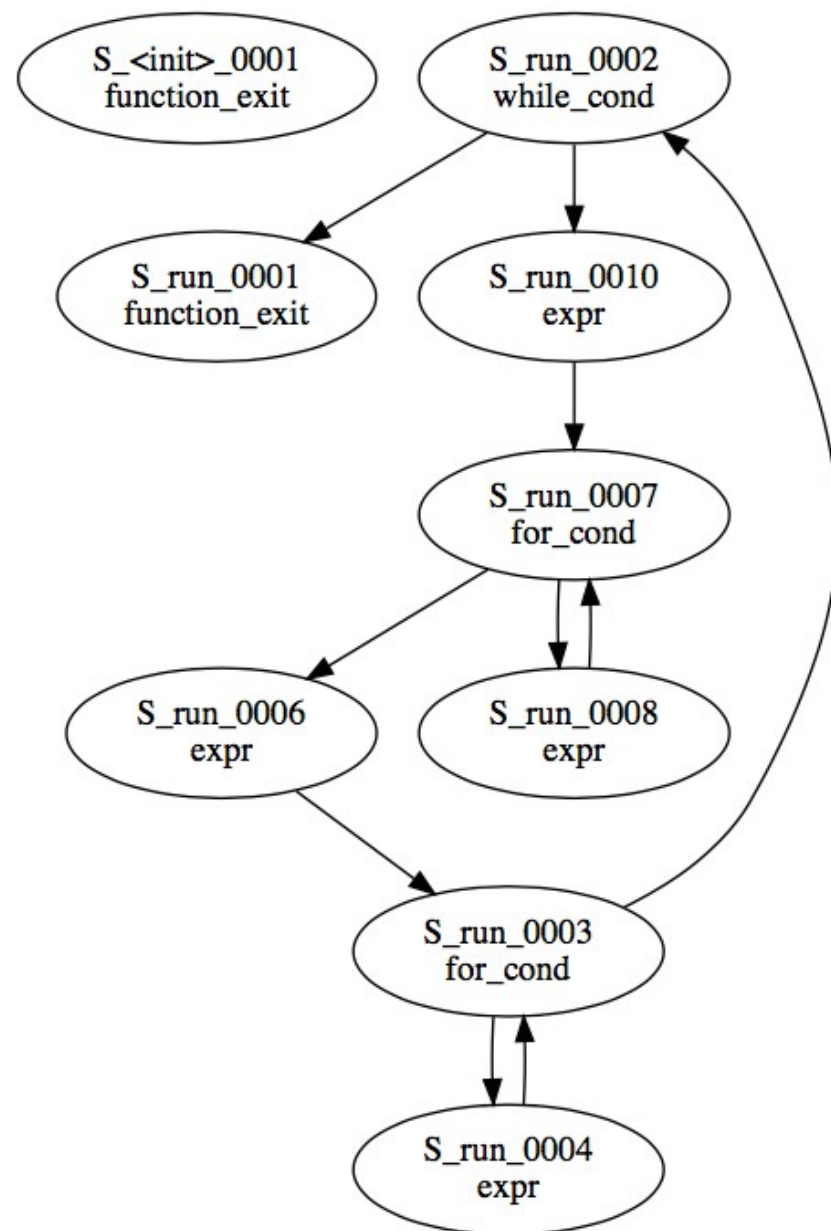 S_<init>_0001
function_exit
S_run_0002
while_cond
S_run_0001
function_exit
S_run_0010
expr
S_run_0007
for_cond
S_run_0006
expr
S_run_0008
expr
S_run_0003
for_cond
S_run_0004
expr